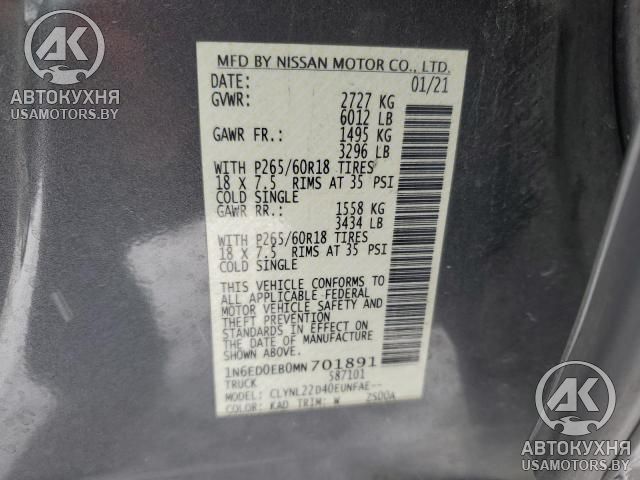 АВТОКУХНЯ
USAMOTORS.BY
MFD BY NISSAN MOTOR CO., LTD.
DATE: 01/21
GVWR: 2727 KG
6012 LB
GAWR FR.: 1495 KG
3296 LB
WITH P265/60R18 TIRES
18 X 7.5 RIMS AT 35 PSI
COLD SINGLE
GAWR RR.: 1558 KG
3434 LB
WITH P265/60R18 TIRES
18 X 7.5 RIMS AT 35 PSI
COLD SINGLE
THIS VEHICLE CONFORMS TO
ALL APPLICABLE FEDERAL
MOTOR VEHICLE SAFETY AND
THEFT PREVENTION
STANDARDS IN EFFECT ON
THE DATE OF MANUFACTURE
1N6ED0EB0MN701891
TRUCK 587101
MODEL: CLYNL22D40EUNFAE--
COLOR: KAD TRIM: W 2500A
АВТОКУХНЯ
USAMOTORS.BY